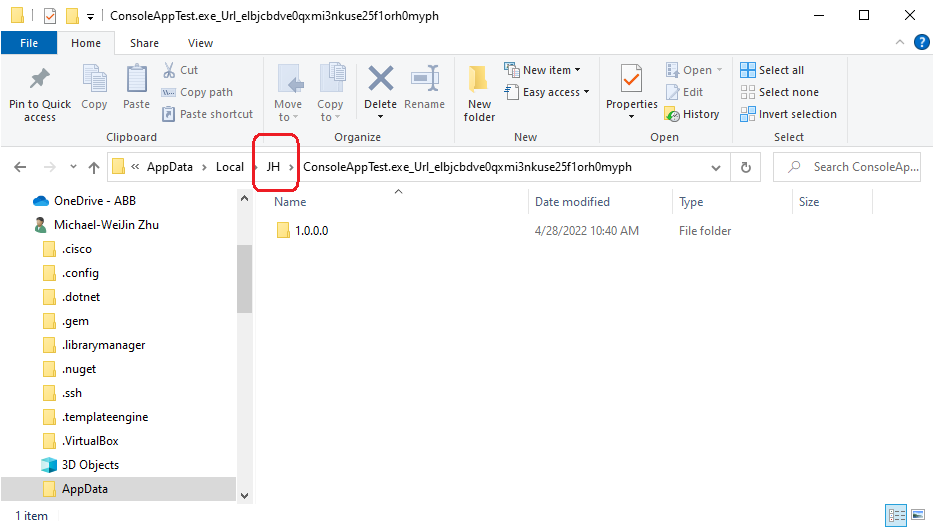 ConsoleAppTest.exe_Url_elbjcbdve0qxmi3nkuse25f1orh0myph
File Home Share View
Pin to Quick access
Copy
Paste
Cut
Copy path
Paste shortcut
Clipboard
Move to
Copy to
Delete
Rename
Organize
New folder
New item
Easy access
New
Properties
Open
Edit
History
Open
Select all
Select none
Invert selection
Select
« AppData Local JH ConsoleAppTest.exe_Url_elbjcbdve0qxmi3nkuse25f1orh0myph
Search ConsoleAp...
OneDrive - ABB
Michael-WeiJin Zhu
.cisco
.config
.dotnet
.gem
.librarymanager
.nuget
.ssh
.templateengine
.VirtualBox
3D Objects
AppData
Name Date modified Type Size
1.0.0.0 4/28/2022 10:40 AM File folder
1 item